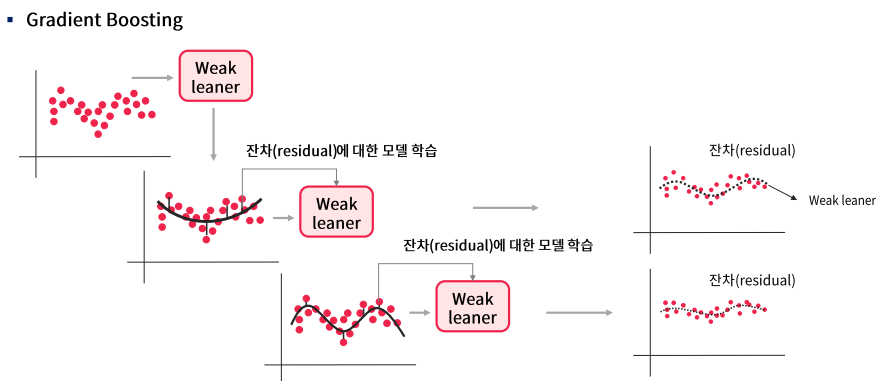 ▪ Gradient Boosting
Weak
leaner
잔차(residual)에 대한 모델 학습
잔차(residual)
Weak
leaner
Weak leaner
잔차(residual)에 대한 모델 학습
잔차(residual)
Weak
leaner